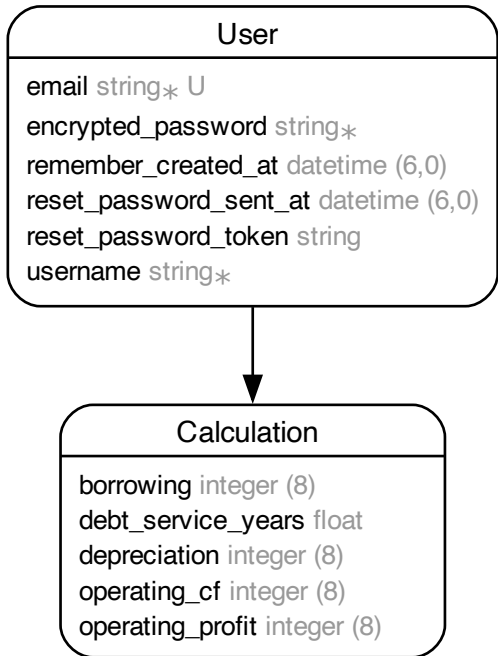 User
email string∗ U
encrypted_password string∗
remember_created_at datetime (6,0)
reset_password_sent_at datetime (6,0)
reset_password_token string
username string∗
Calculation
borrowing integer (8)
debt_service_years float
depreciation integer (8)
operating_cf integer (8)
operating_profit integer (8)